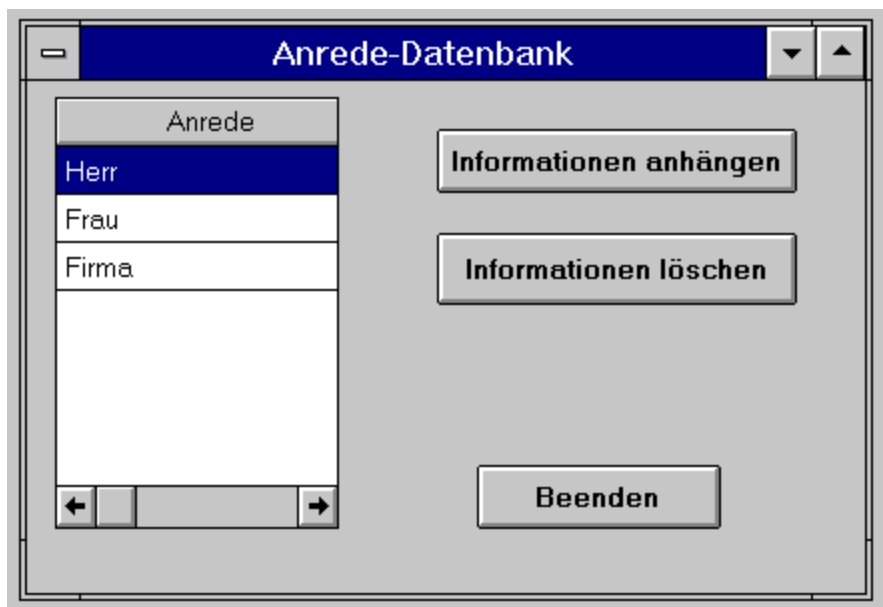 Anrede-Datenbank
Anrede
Herr
Frau
Firma
Informationen anhängen
Informationen löschen
Beenden